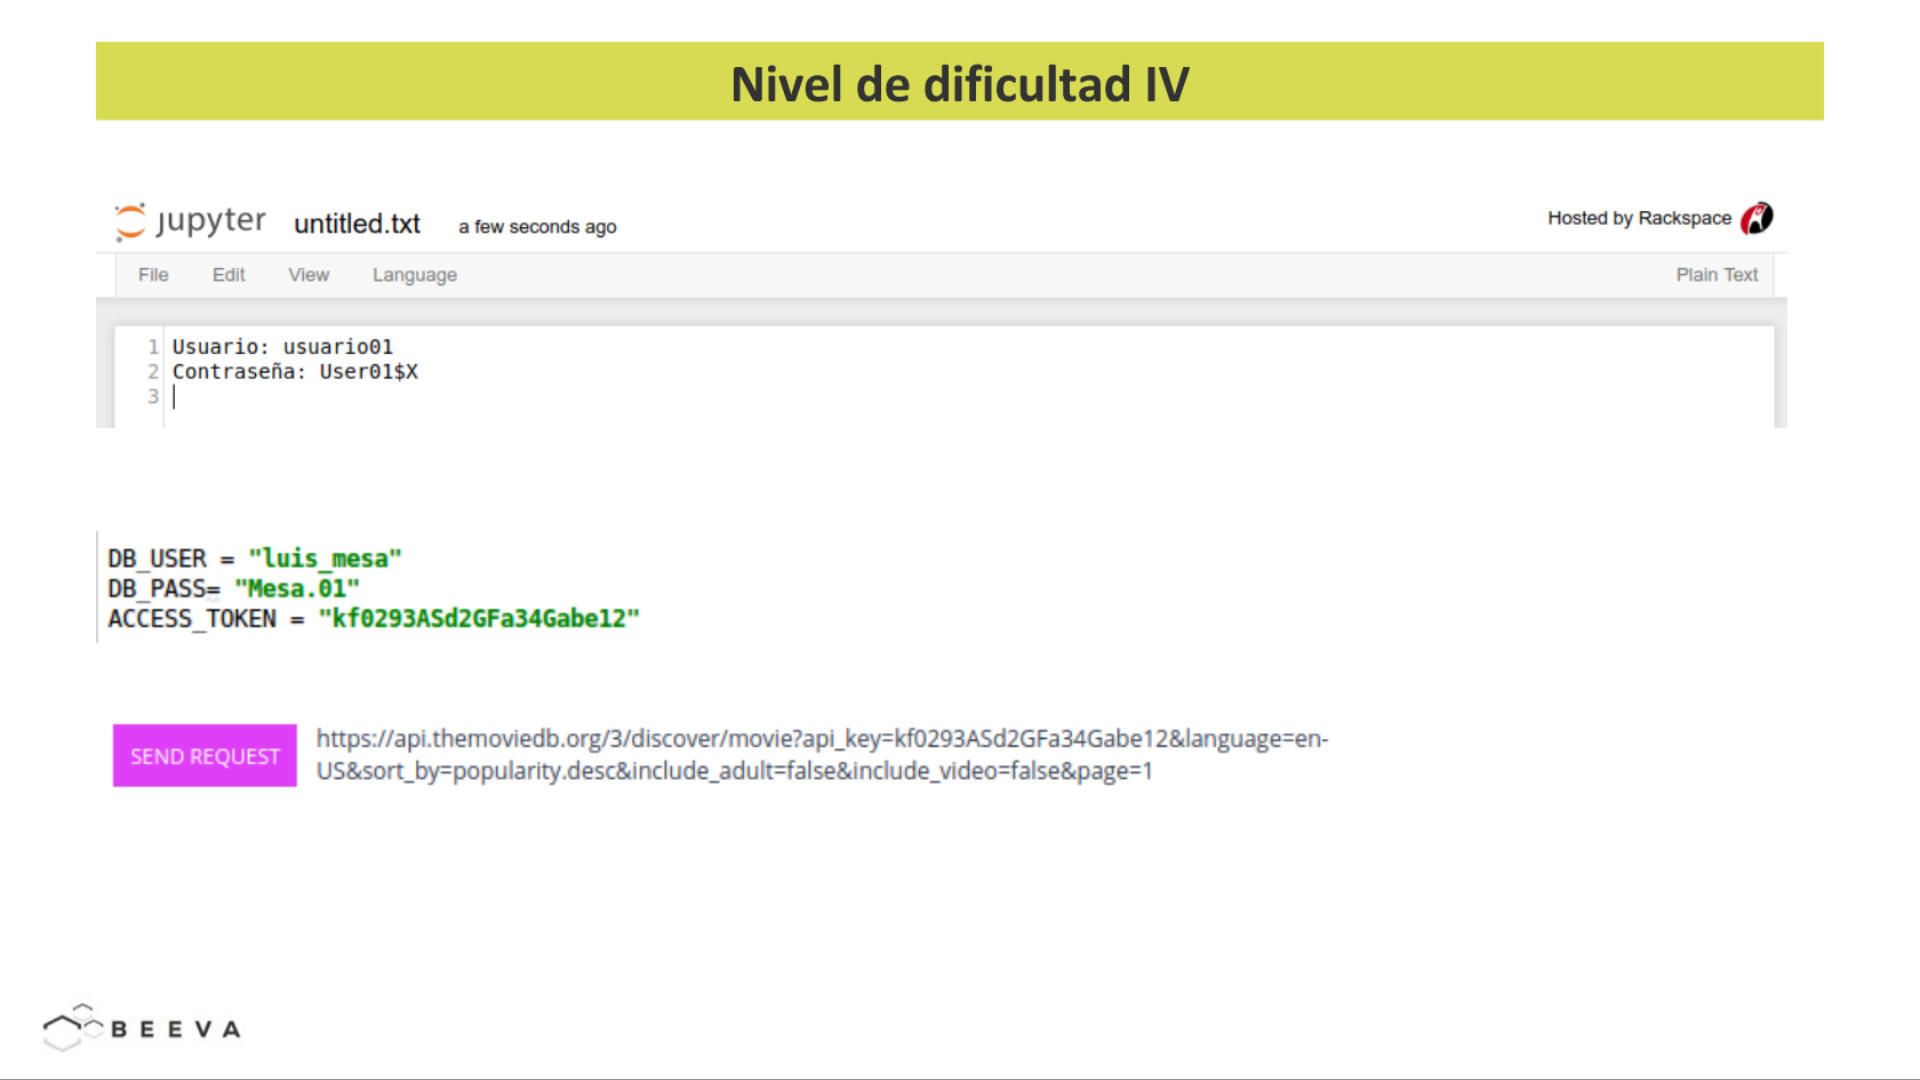 Nivel de dificultad IV
jupyter untitled.txt a few seconds ago Hosted by Rackspace
File Edit View Language Plain Text
1 Usuario: usuario01
2 Contraseña: User01$X
3
DB_USER = "luis_mesa"
DB_PASS= "Mesa.01"
ACCESS_TOKEN = "kf0293ASd2GFa34Gabe12"
SEND REQUEST https://api.themoviedb.org/3/discover/movie?api_key=kf0293ASd2GFa34Gabe12&language=en-
US&sort_by=popularity.desc&include_adult=false&include_video=false&page=1
BEEVA